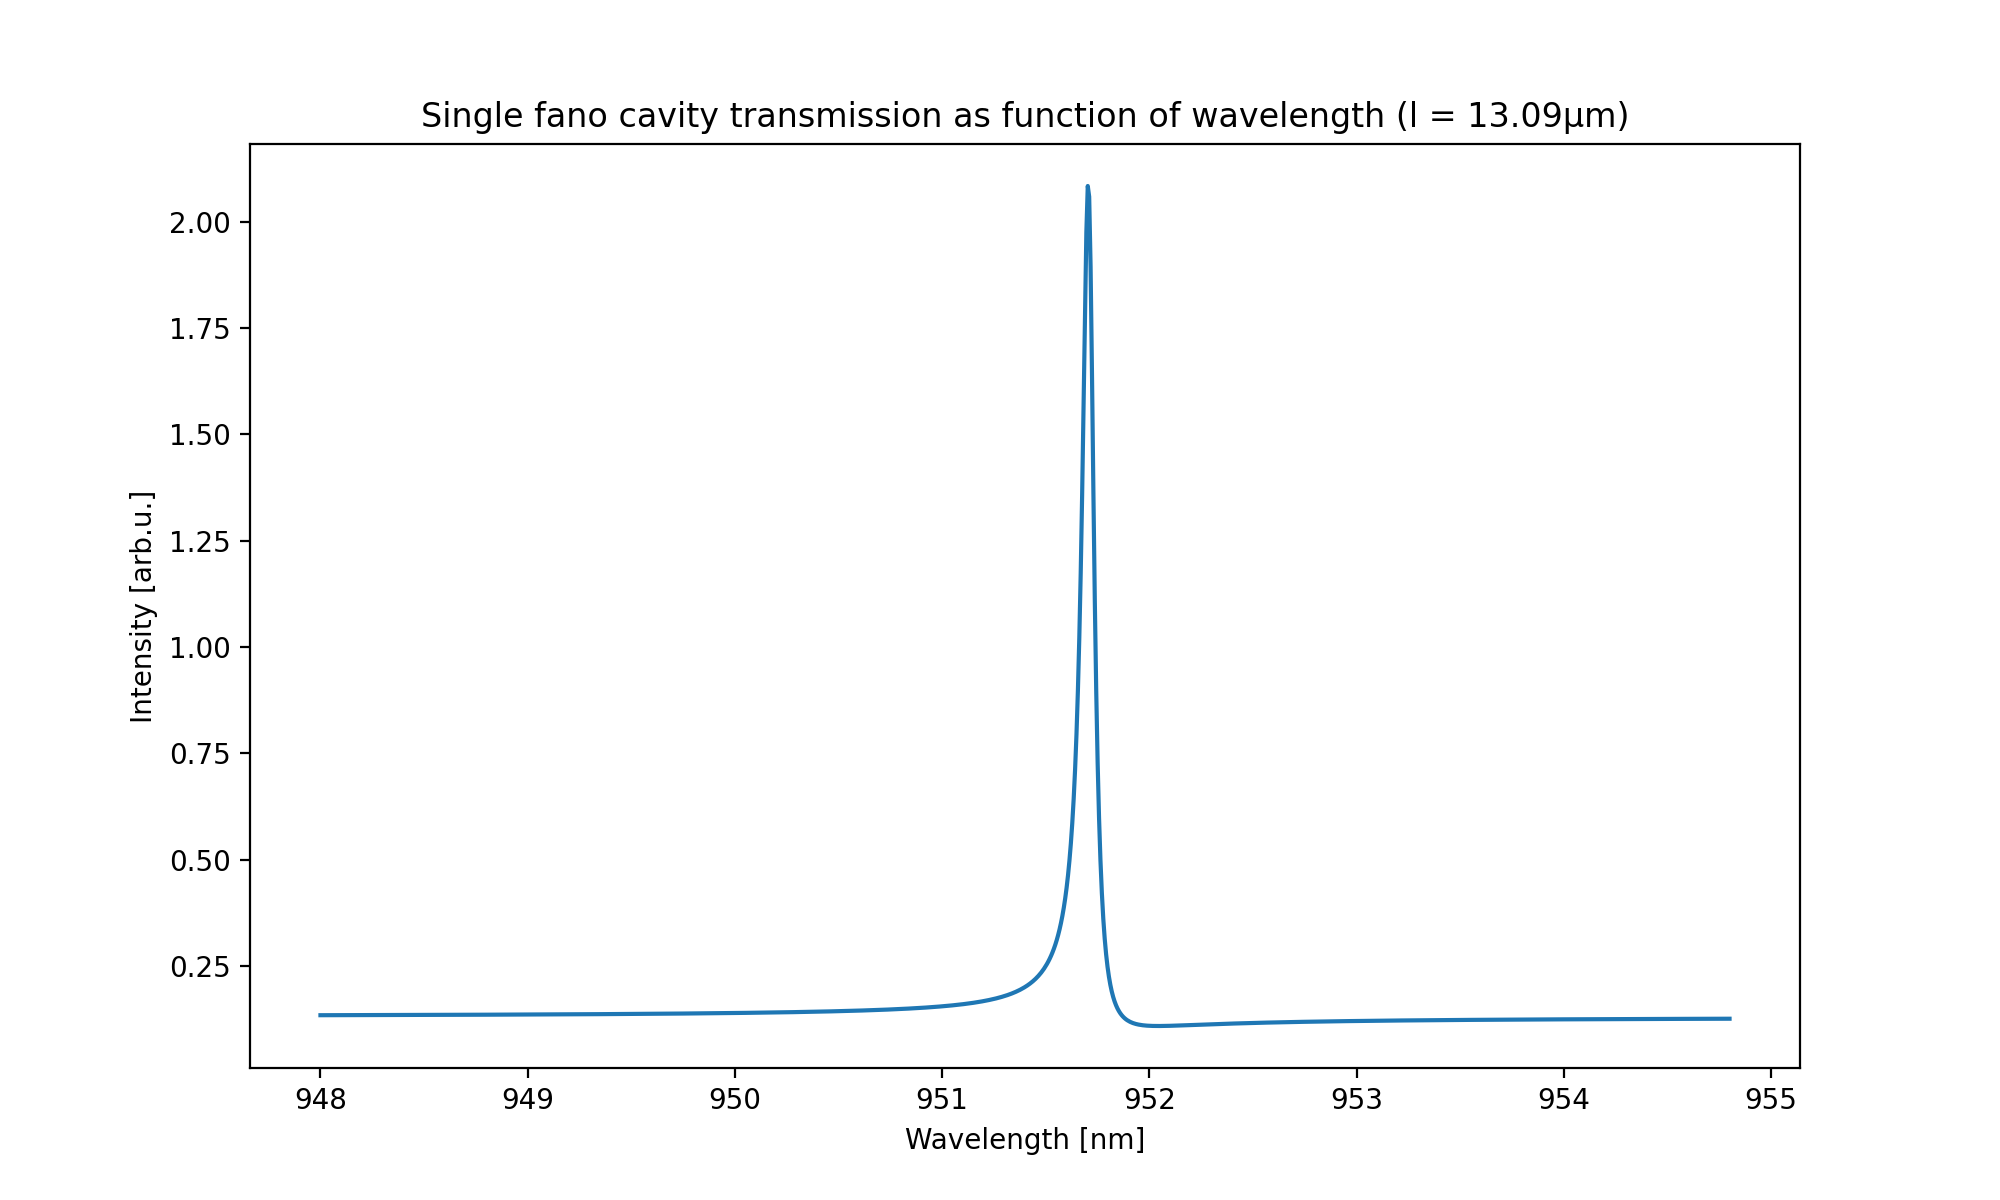 Single fano cavity transmission as function of wavelength (l = 13.09μm)
2.00
1.75
1.50
1.25
1.00
0.75
0.50
0.25
Intensity [arb.u.]
948 949 950 951 952 953 954 955
Wavelength [nm]